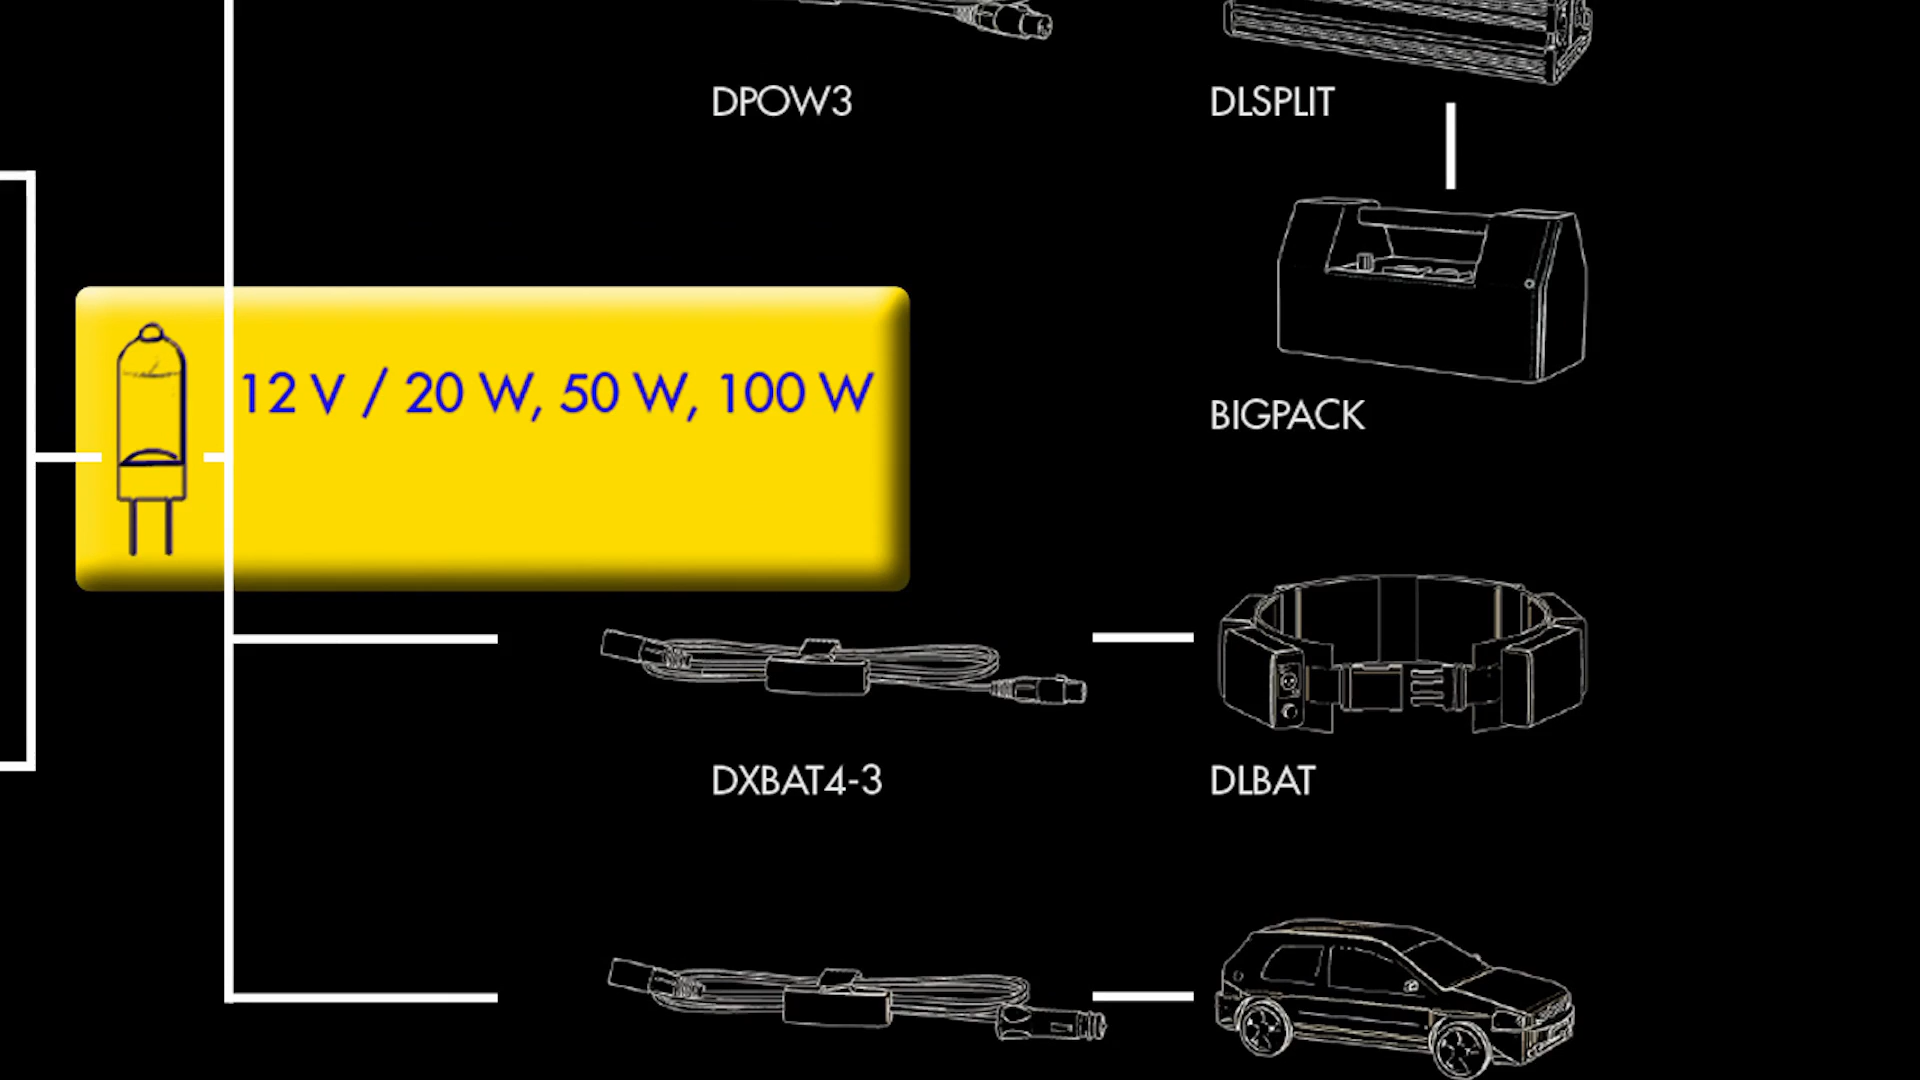 DPOW3
DLSPLIT
12 V / 20 W, 50 W, 100 W
BIGPACK
DXBAT4-3
DLBAT